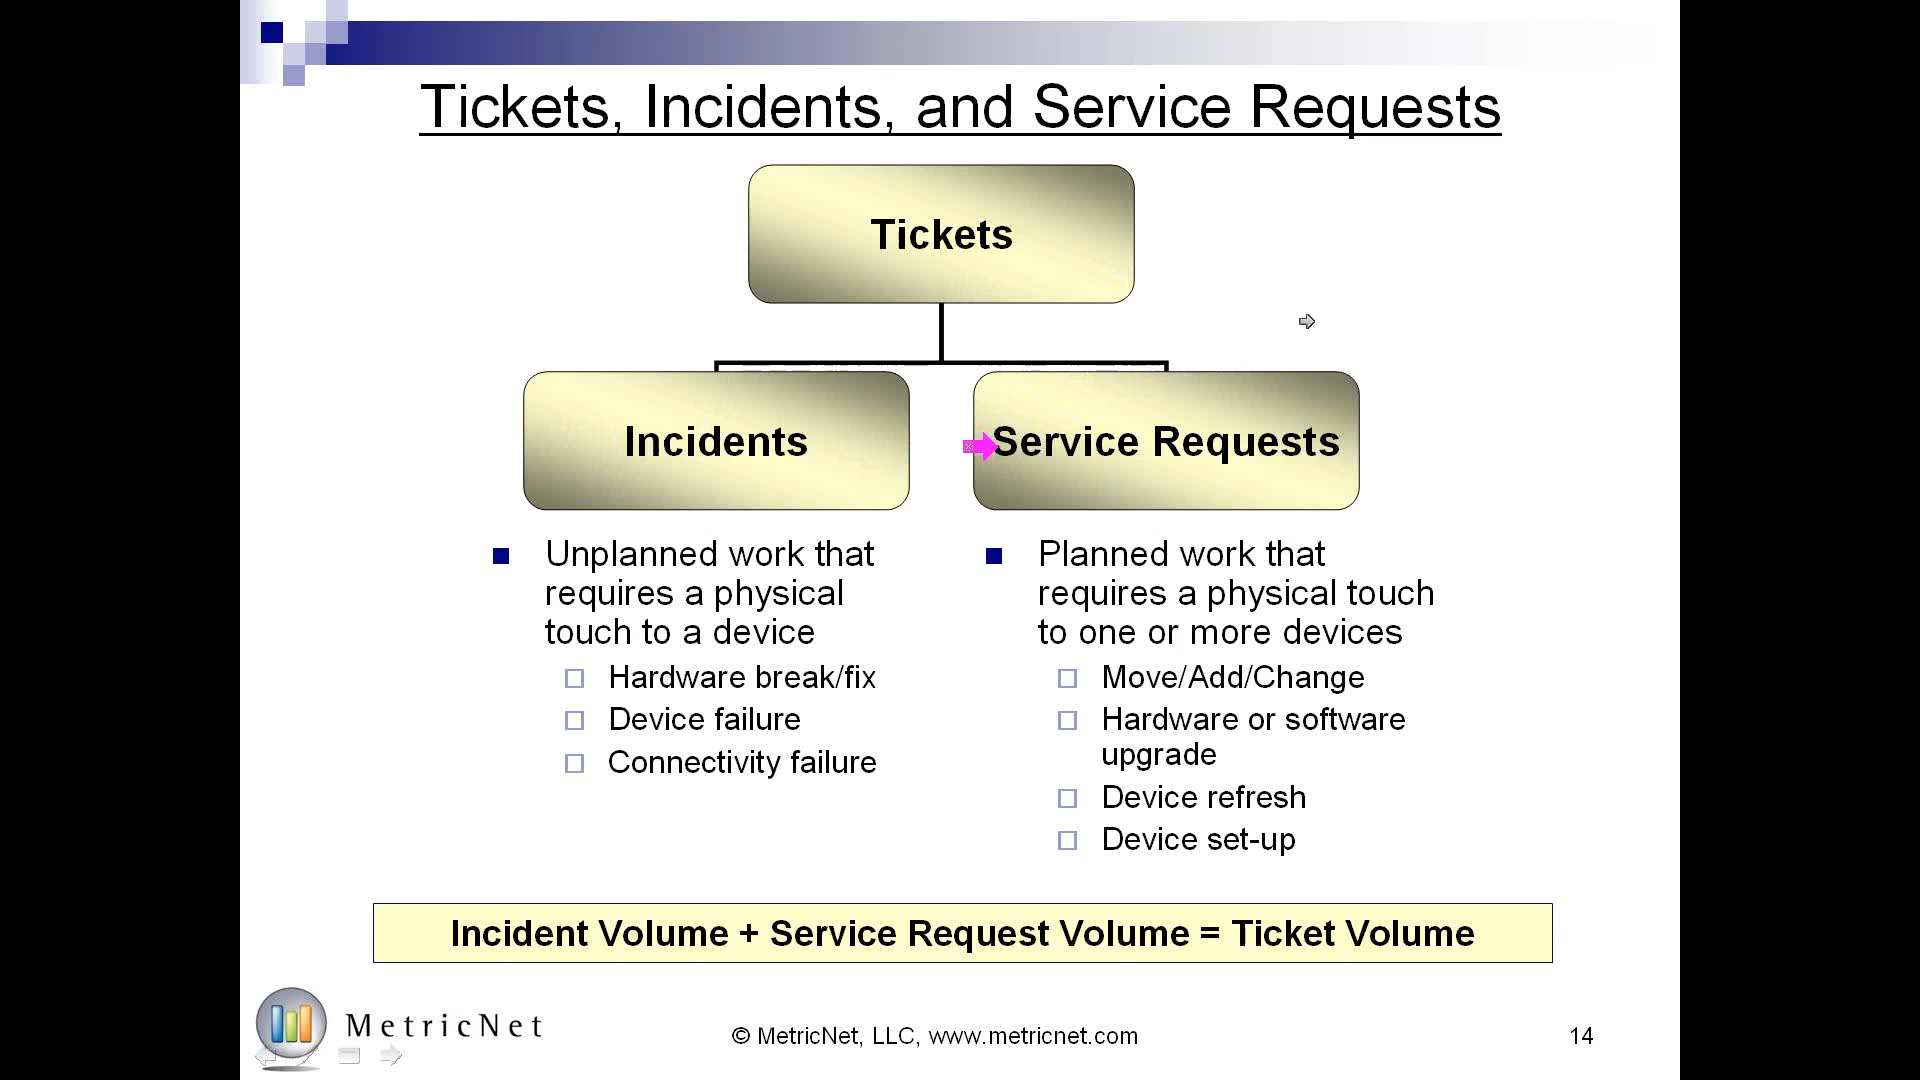 Tickets, Incidents, and Service Requests
Tickets
Incidents
Service Requests
Unplanned work that
requires a physical
touch to a device
Hardware break/fix
Device failure
Connectivity failure
Planned work that
requires a physical touch
to one or more devices
Move/Add/Change
Hardware or software
upgrade
Device refresh
Device set-up
Incident Volume + Service Request Volume = Ticket Volume
MetricNet
© MetricNet, LLC, www.metricnet.com
14